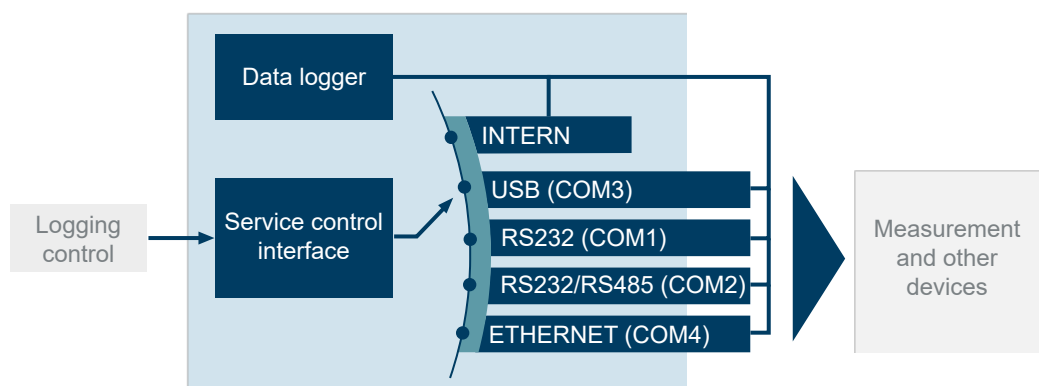 Data logger
INTERN
USB (COM3)
Logging
control
Service control
interface
RS232 (COM1)
RS232/RS485 (COM2)
ETHERNET (COM4)
Measurement
and other
devices